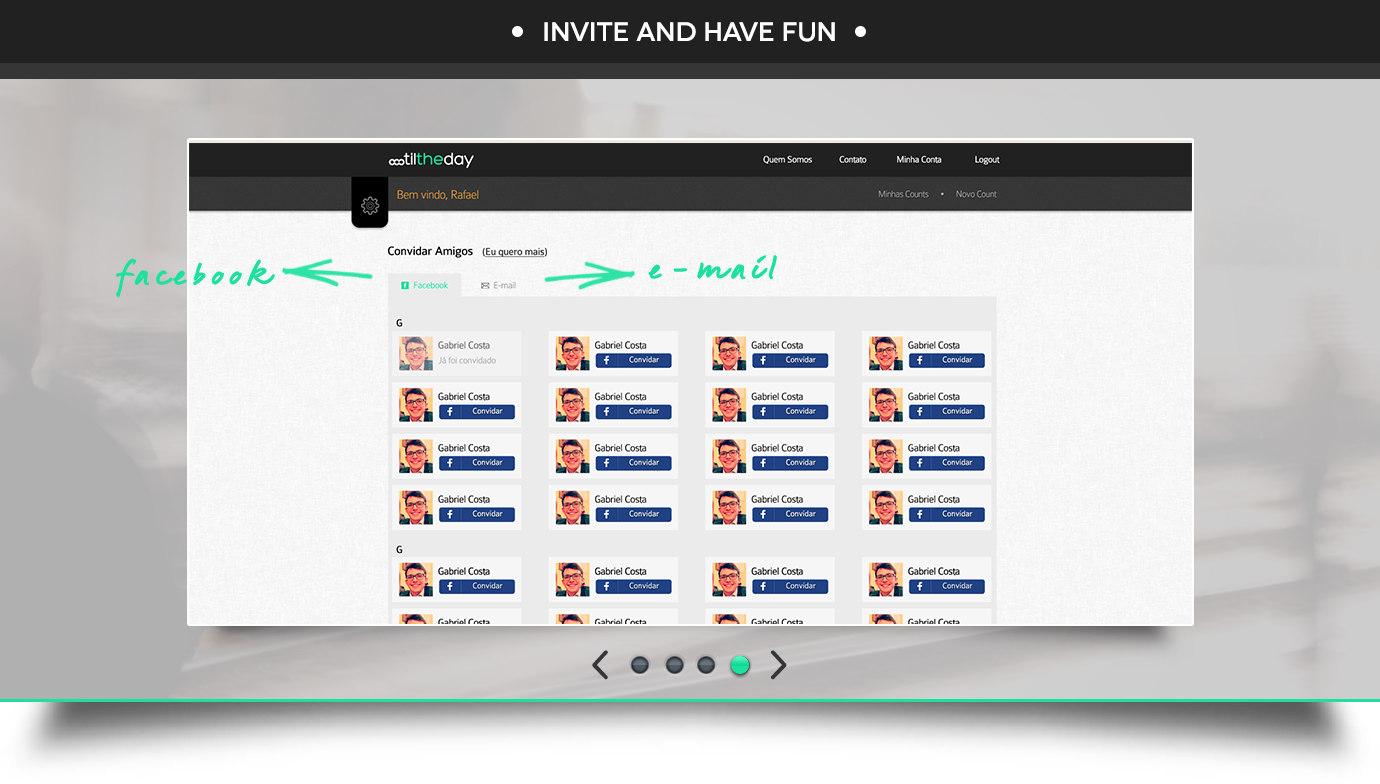 • INVITE AND HAVE FUN •
tiltheday
Quem Somos Contato Minha Conta Logout
Bem vindo, Rafael
Minhas Counts • Novo Count
Convidar Amigos (Eu quero mais)
facebook e-mail
Facebook E-mail
G
Gabriel Costa Gabriel Costa Gabriel Costa Gabriel Costa
Já foi convidado Convidar Convidar Convidar
Gabriel Costa Gabriel Costa Gabriel Costa Gabriel Costa
Convidar Convidar Convidar Convidar
Gabriel Costa Gabriel Costa Gabriel Costa Gabriel Costa
Convidar Convidar Convidar Convidar
Gabriel Costa Gabriel Costa Gabriel Costa Gabriel Costa
Convidar Convidar Convidar Convidar
G
Gabriel Costa Gabriel Costa Gabriel Costa Gabriel Costa
Convidar Convidar Convidar Convidar
Gabriel Costa Gabriel Costa Gabriel Costa Gabriel Costa